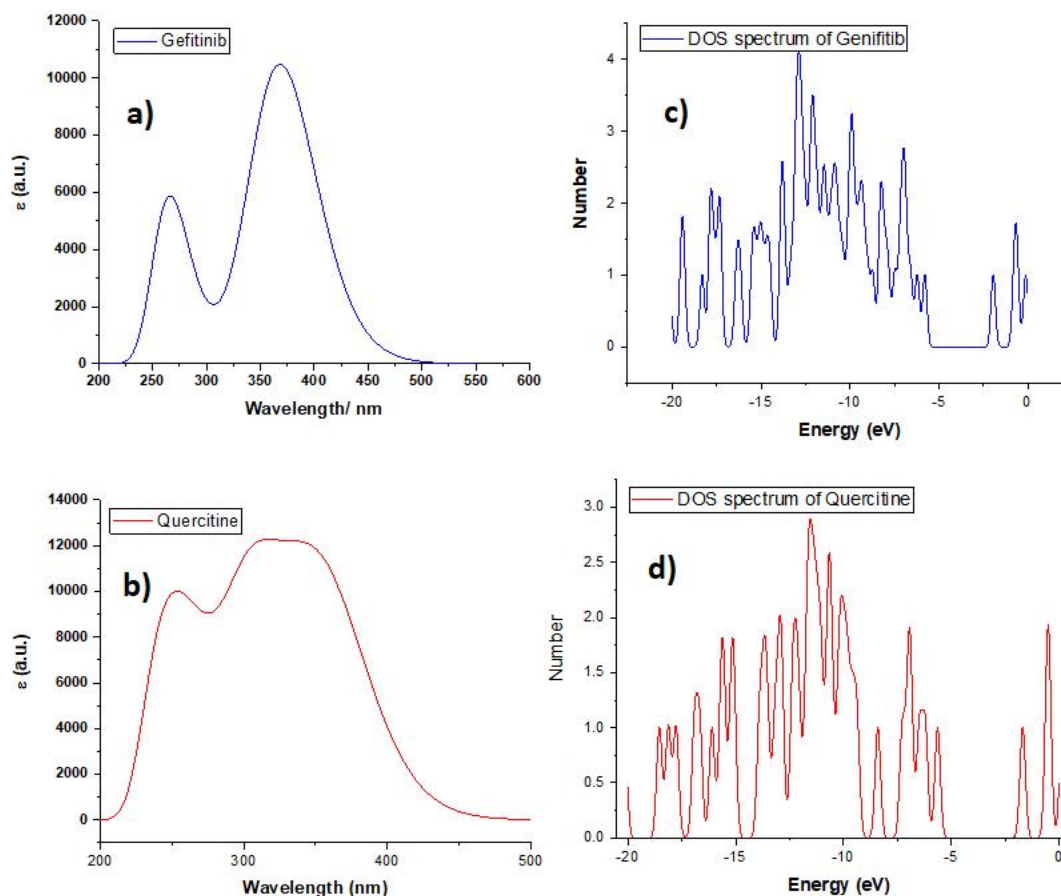 Gefitinib
a)
ε (a.u.)
12000
10000
8000
6000
4000
2000
0
200 250 300 350 400 450 500 550 600
Wavelength/ nm
DOS spectrum of Genifitib
c)
Number
4
3
2
1
0
-20 -15 -10 -5 0
Energy (eV)
Quercitine
b)
ε (a.u.)
14000
12000
10000
8000
6000
4000
2000
0
200 300 400 500
Wavelength (nm)
DOS spectrum of Quercitine
d)
Number
3.0
2.5
2.0
1.5
1.0
0.5
0.0
-20 -15 -10 -5 0
Energy (eV)